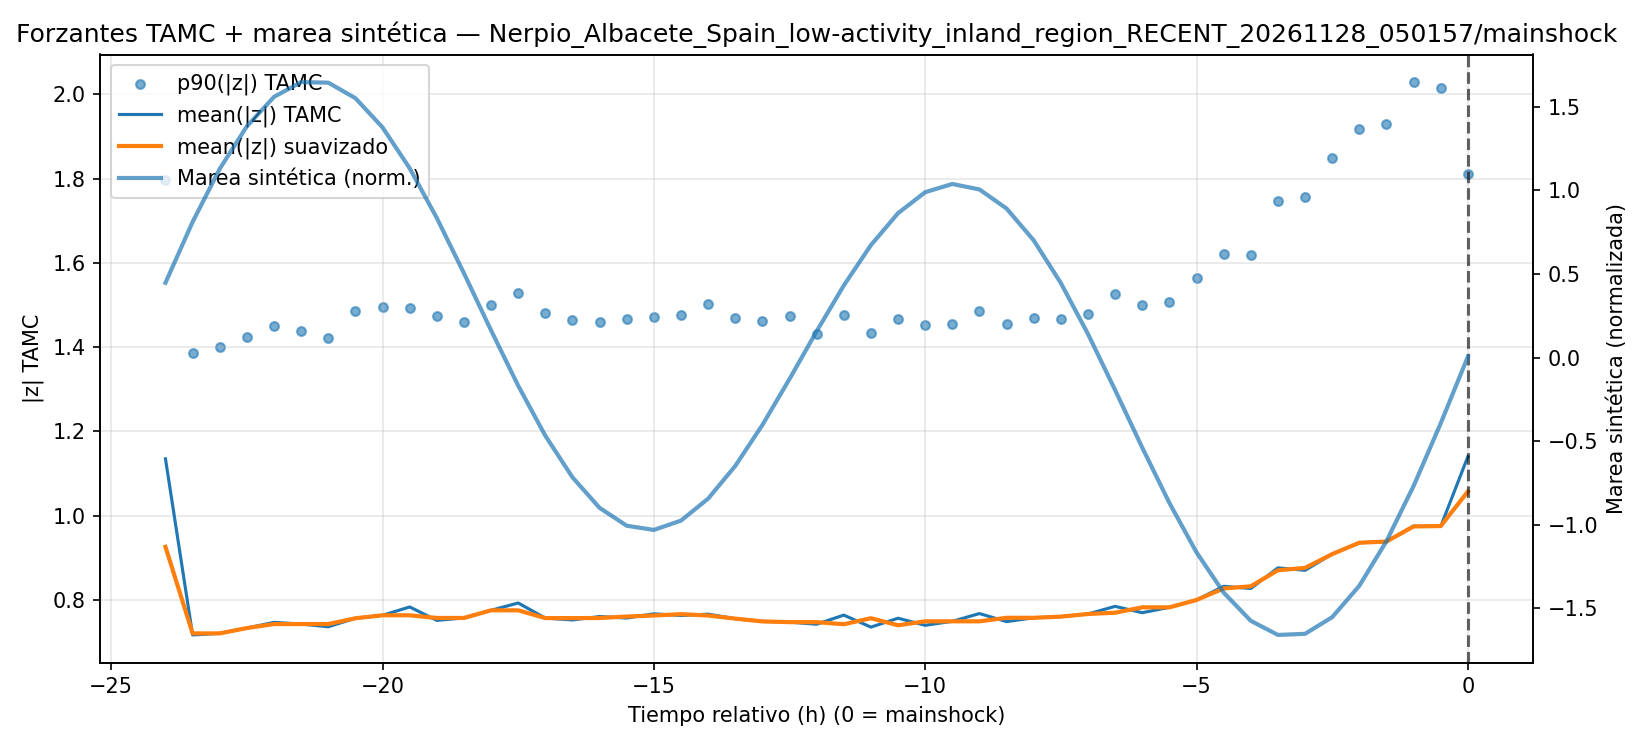 Forzantes TAMC + marea sintética — Nerpio_Albacete_Spain_low-activity_inland_region_RECENT_20261128_050157/mainshock
p90(|z|) TAMC
mean(|z|) TAMC
mean(|z|) suavizado
Marea sintética (norm.)
|z| TAMC
2.0
1.8
1.6
1.4
1.2
1.0
0.8
−25
−20
−15
−10
−5
0
Tiempo relativo (h) (0 = mainshock)
1.5
1.0
0.5
0.0
−0.5
−1.0
−1.5
Marea sintética (normalizada)